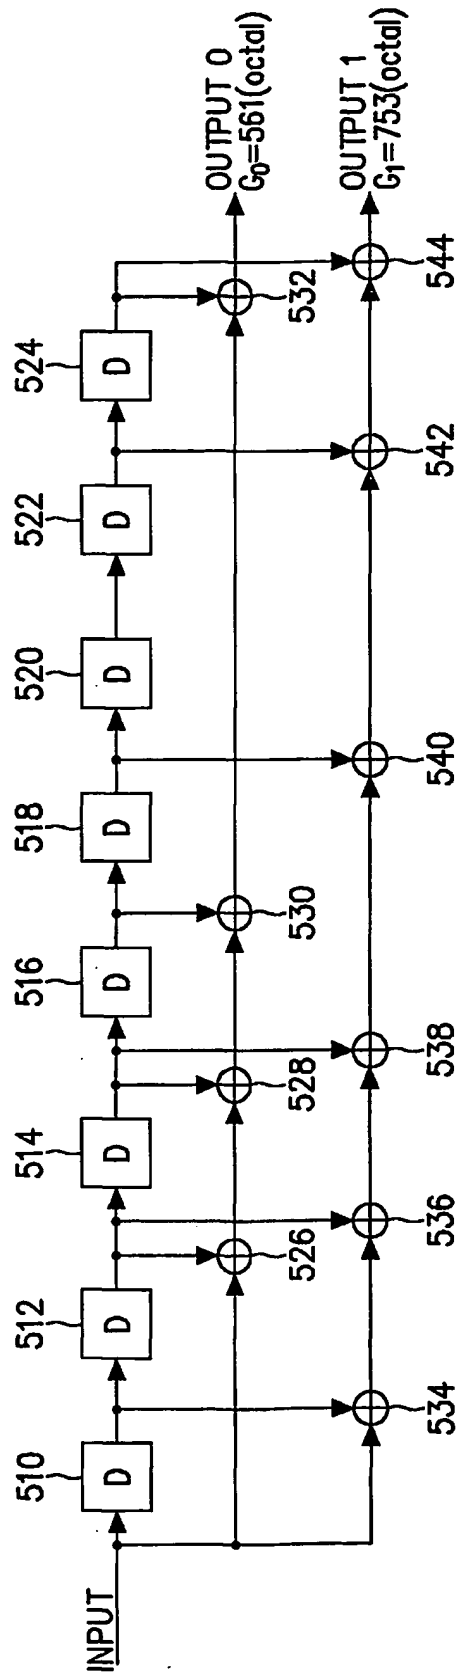 INPUT
510
D
512
D
514
D
516
D
518
D
520
D
522
D
524
D
526
528
530
532
OUTPUT 0
G0=561(octal)
534
536
538
540
542
544
OUTPUT 1
G1=753(octal)